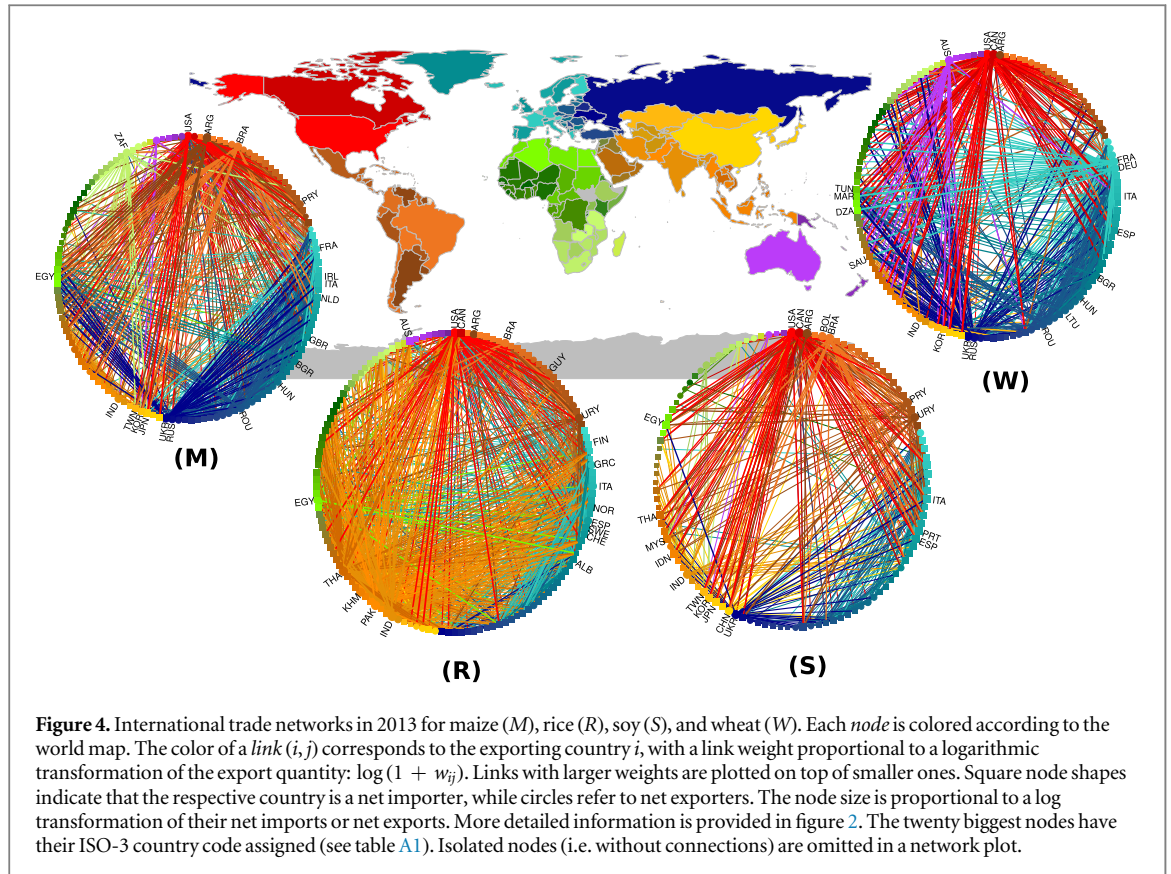 ZAF
USA
ARG
BRA
PRY
FRA
IRL
ITA
NLD
GBR
BGR
HUN
ROU
RUS
UKR
JPN
KOR
TWN
IND
EGY
(M)
AUS
USA
CAN
ARG
BRA
GUY
URY
FIN
GRC
ITA
NOR
ESP
SWE
CHE
ALB
IND
PAK
KHM
THA
EGY
(R)
USA
CAN
ARG
BOL
BRA
PRY
URY
ITA
PRT
ESP
UKR
CHN
JPN
KOR
TWN
IND
IDN
MYS
THA
EGY
(S)
AUS
USA
CAN
ARG
FRA
DEU
ITA
ESP
BGR
HUN
LTU
ROU
RUS
UKR
KOR
IND
SAU
DZA
MAR
TUN
(W)
Figure 4. International trade networks in 2013 for maize (M), rice (R), soy (S), and wheat (W). Each node is colored according to the
world map. The color of a link (i, j) corresponds to the exporting country i, with a link weight proportional to a logarithmic
transformation of the export quantity: log (1 + wij). Links with larger weights are plotted on top of smaller ones. Square node shapes
indicate that the respective country is a net importer, while circles refer to net exporters. The node size is proportional to a log
transformation of their net imports or net exports. More detailed information is provided in figure 2. The twenty biggest nodes have
their ISO-3 country code assigned (see table A1). Isolated nodes (i.e. without connections) are omitted in a network plot.